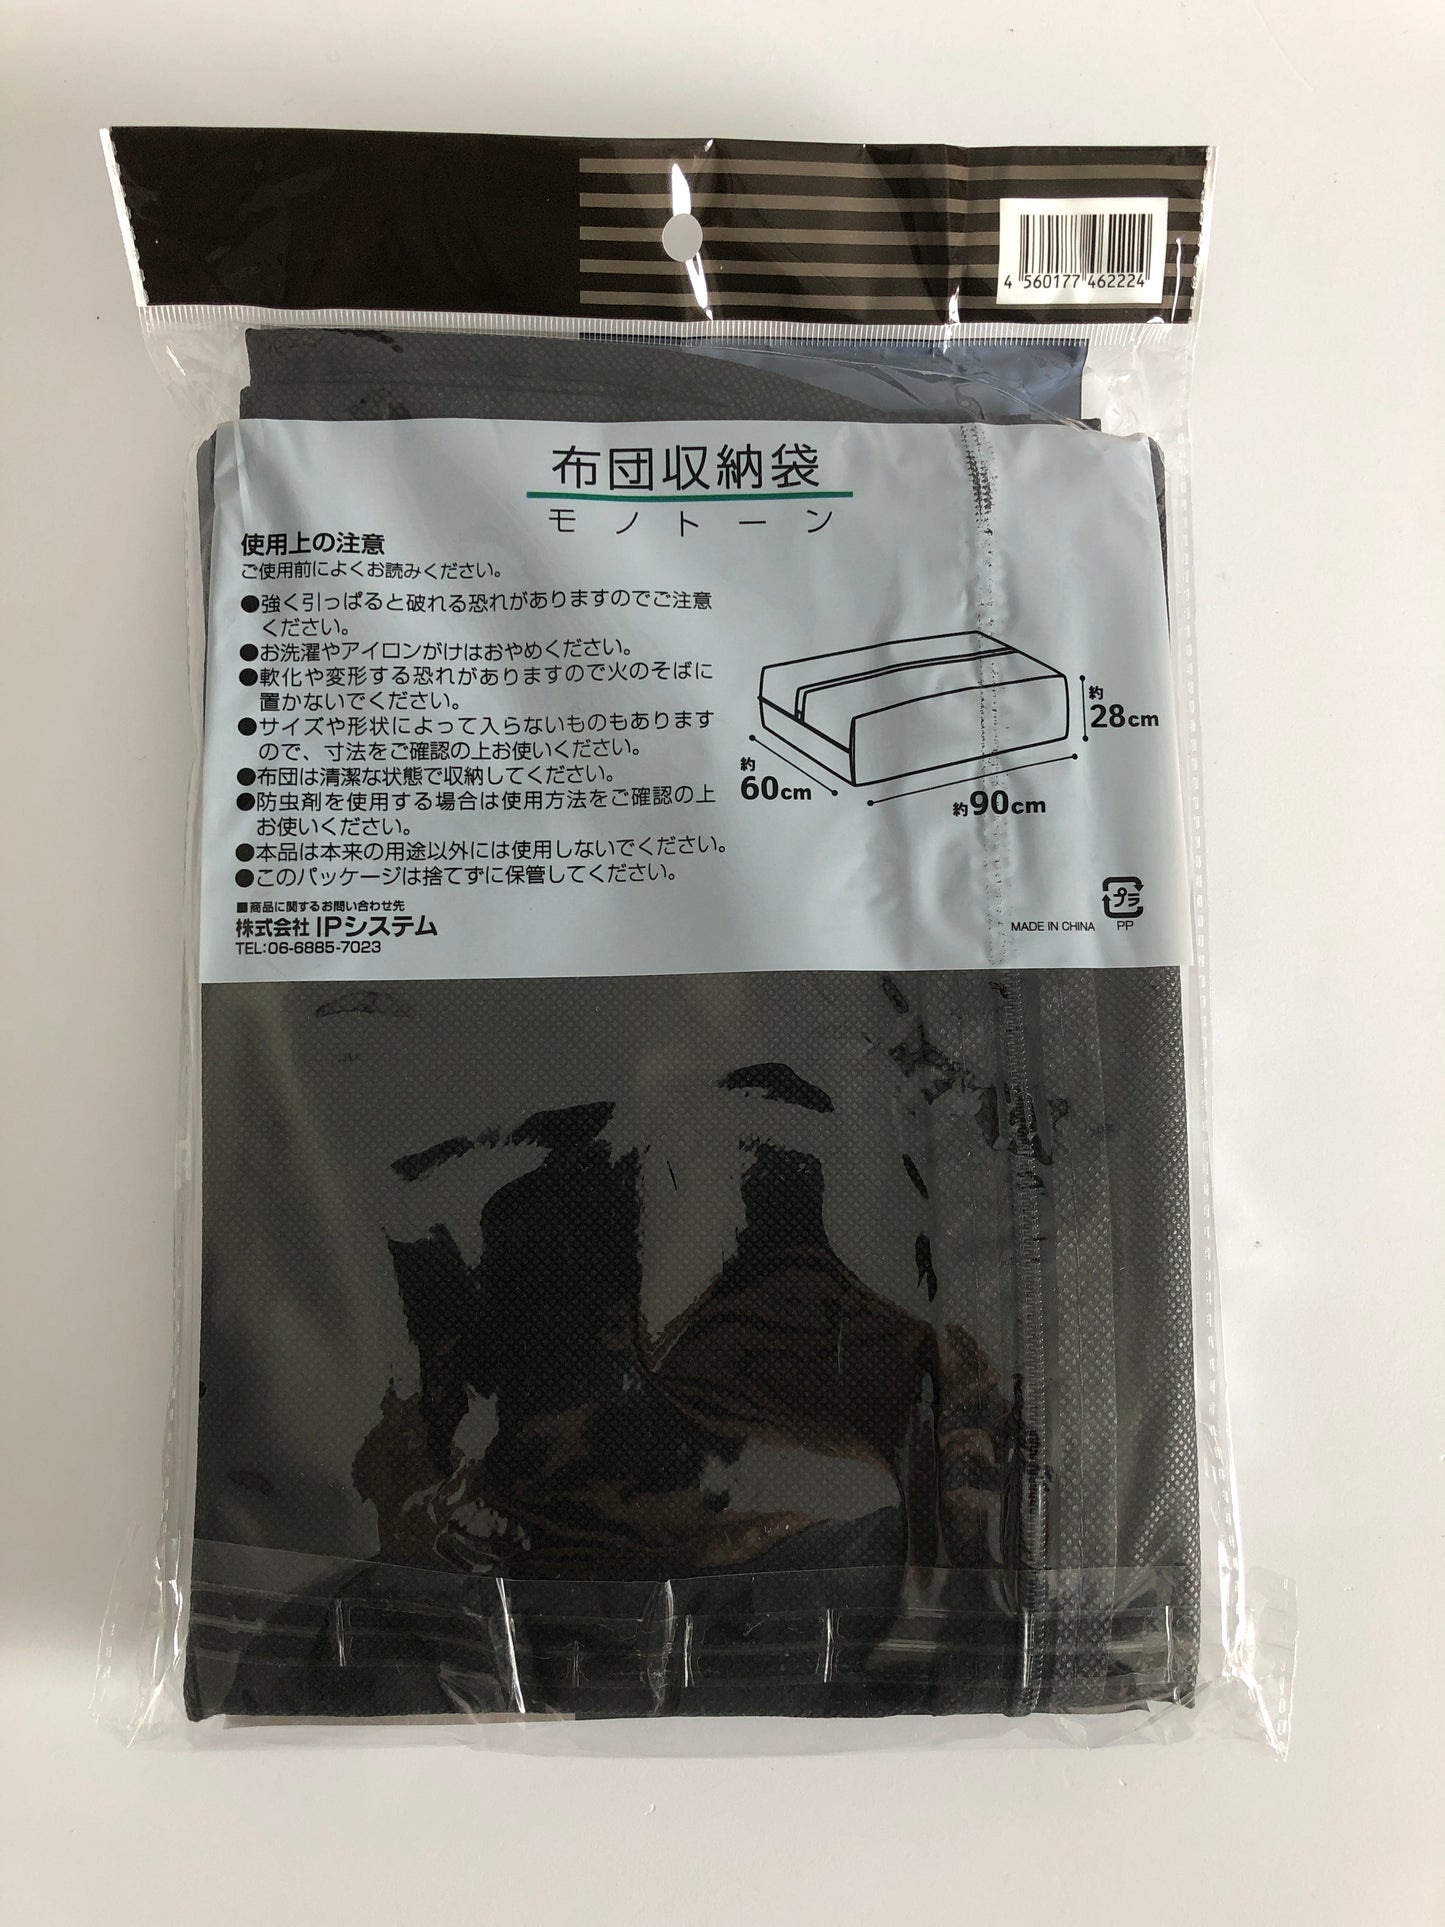 4 560177 462224
布団収納袋
モノトーン
使用上の注意
ご使用前によくお読みください。
●強く引っぱると破れる恐れがありますのでご注意
ください。
●お洗濯やアイロンがけはおやめください。
●軟化や変形する恐れがありますので火のそばに
置かないでください。
●サイズや形状によって入らないものもあります
ので、寸法をご確認の上お使いください。
●布団は清潔な状態で収納してください。
●防虫剤を使用する場合は使用方法をご確認の上
お使いください。
●本品は本来の用途以外には使用しないでください。
●このパッケージは捨てずに保管してください。
■商品に関するお問い合わせ先
株式会社 IPシステム
TEL:06-6885-7023
約
28cm
約
60cm
約90cm
プラ
MADE IN CHINA PP